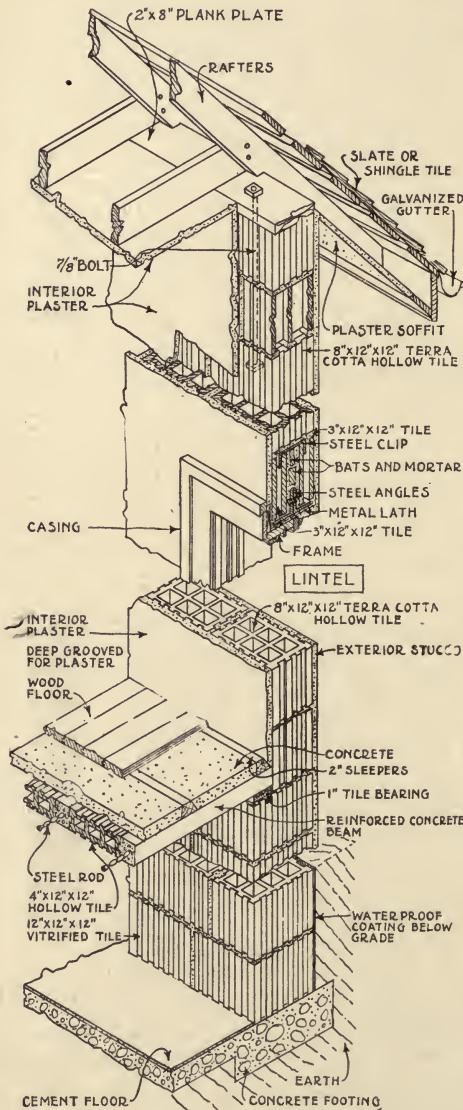 2"x8" PLANK PLATE
RAFTERS
SLATE OR
SHINGLE TILE
GALVANIZED
GUTTER
7/8" BOLT
INTERIOR
PLASTER
PLASTER SOFFIT
8"x12"x12" TERRA
COTTA HOLLOW TILE
3"x12"x12" TILE
STEEL CLIP
BATS AND MORTAR
STEEL ANGLES
METAL LATH
3"x12"x12" TILE
FRAME
CASING
LINTEL
8"x12"x12" TERRA COTTA
HOLLOW TILE
INTERIOR
PLASTER
DEEP GROOVED
FOR PLASTER
WOOD
FLOOR
EXTERIOR STUCCO
CONCRETE
2" SLEEPERS
1" TILE BEARING
REINFORCED CONCRETE
BEAM
STEEL ROD
4"x12"x12"
HOLLOW TILE
12"x12"x12"
VITRIFIED TILE
WATERPROOF
COATING BELOW
GRADE
EARTH
CEMENT FLOOR
CONCRETE FOOTING